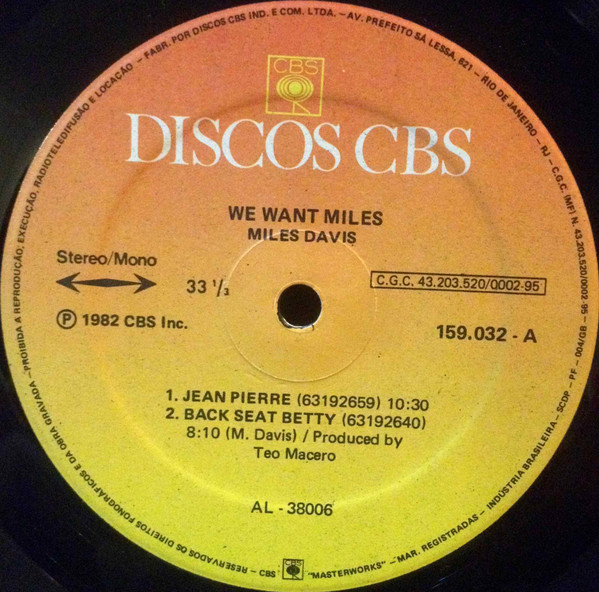 FABR. POR DISCOS CBS IND. E COM. LTDA. – AV. PREFEITO SÁ LESSA, 621 – RIO DE JANEIRO – RJ – C.G.C. (MF) N. 43.203.520/0002-95 – SCDP – PF – 004/GB – INDÚSTRIA BRASILEIRA – MAR. REGISTRADAS – "MASTERWORKS" CBS CBS – RESERVADOS OS DIREITOS FONOGRÁFICOS E DA OBRA GRAVADA – PROIBIDA A REPRODUÇÃO, EXECUÇÃO, RADIOTELEDIFUSÃO E LOCAÇÃO –
CBS
DISCOS CBS
WE WANT MILES
MILES DAVIS
Stereo/Mono
33 1/3
C.G.C. 43.203.520/0002-95
℗ 1982 CBS Inc.
159.032 - A
1. JEAN PIERRE (63192659) 10:30
2. BACK SEAT BETTY (63192640)
8:10 (M. Davis) / Produced by
Teo Macero
AL - 38006